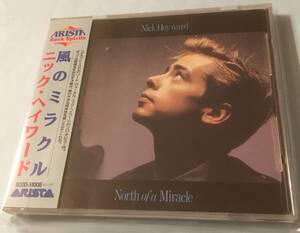 ARISTA
Rock Spirits
風のミラクル
ニック・ヘイワード
ARISTA
Nick Heyward
North of a Miracle